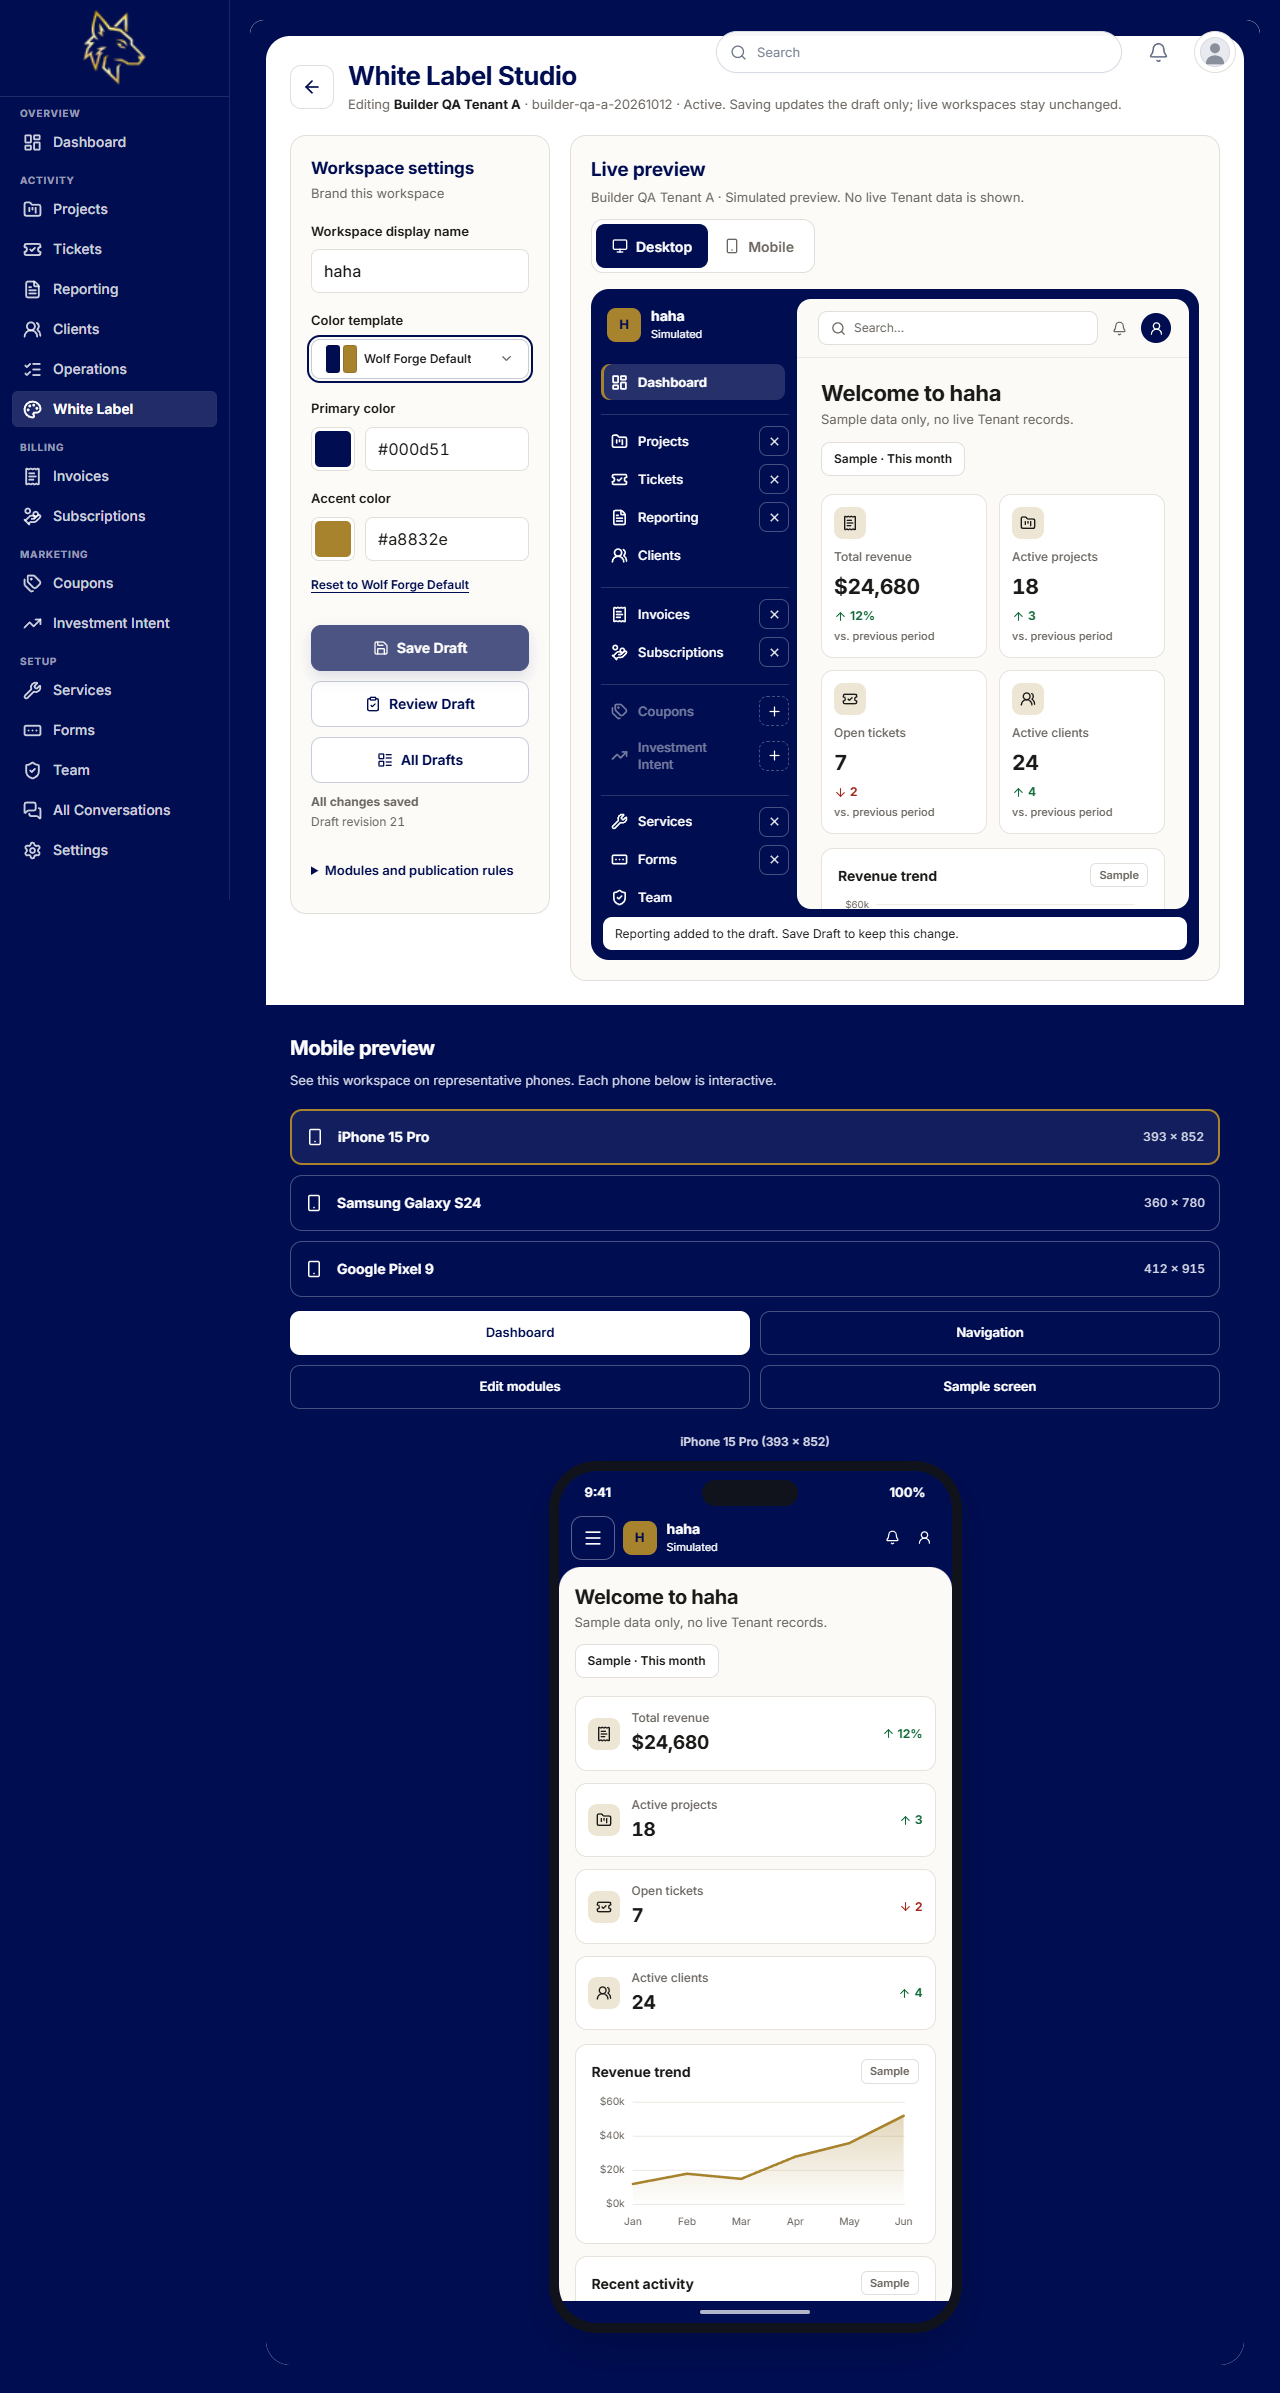 OVERVIEW
Dashboard
ACTIVITY
Projects
Tickets
Reporting
Clients
Operations
White Label
BILLING
Invoices
Subscriptions
MARKETING
Coupons
Investment Intent
SETUP
Services
Forms
Team
All Conversations
Settings
Search
White Label Studio
Editing Builder QA Tenant A · builder-qa-a-20261012 · Active. Saving updates the draft only; live workspaces stay unchanged.
Workspace settings
Brand this workspace
Workspace display name
haha
Color template
Wolf Forge Default
Primary color
#000d51
Accent color
#a8832e
Reset to Wolf Forge Default
Save Draft
Review Draft
All Drafts
All changes saved
Draft revision 21
Modules and publication rules
Live preview
Builder QA Tenant A · Simulated preview. No live Tenant data is shown.
Desktop
Mobile
H
haha
Simulated
Dashboard
Projects
Tickets
Reporting
Clients
Invoices
Subscriptions
Coupons
Investment
Intent
Services
Forms
Team
Search...
Welcome to haha
Sample data only, no live Tenant records.
Sample · This month
Total revenue
$24,680
12%
vs. previous period
Active projects
18
3
vs. previous period
Open tickets
7
2
vs. previous period
Active clients
24
4
vs. previous period
Revenue trend
Sample
$60k
Reporting added to the draft. Save Draft to keep this change.
Mobile preview
See this workspace on representative phones. Each phone below is interactive.
iPhone 15 Pro
393 × 852
Samsung Galaxy S24
360 × 780
Google Pixel 9
412 × 915
Dashboard
Navigation
Edit modules
Sample screen
iPhone 15 Pro (393 × 852)
9:41
100%
H
haha
Simulated
Welcome to haha
Sample data only, no live Tenant records.
Sample · This month
Total revenue
$24,680
12%
Active projects
18
3
Open tickets
7
2
Active clients
24
4
Revenue trend
Sample
$60k
$40k
$20k
$0k
Jan Feb Mar Apr May Jun
Recent activity
Sample